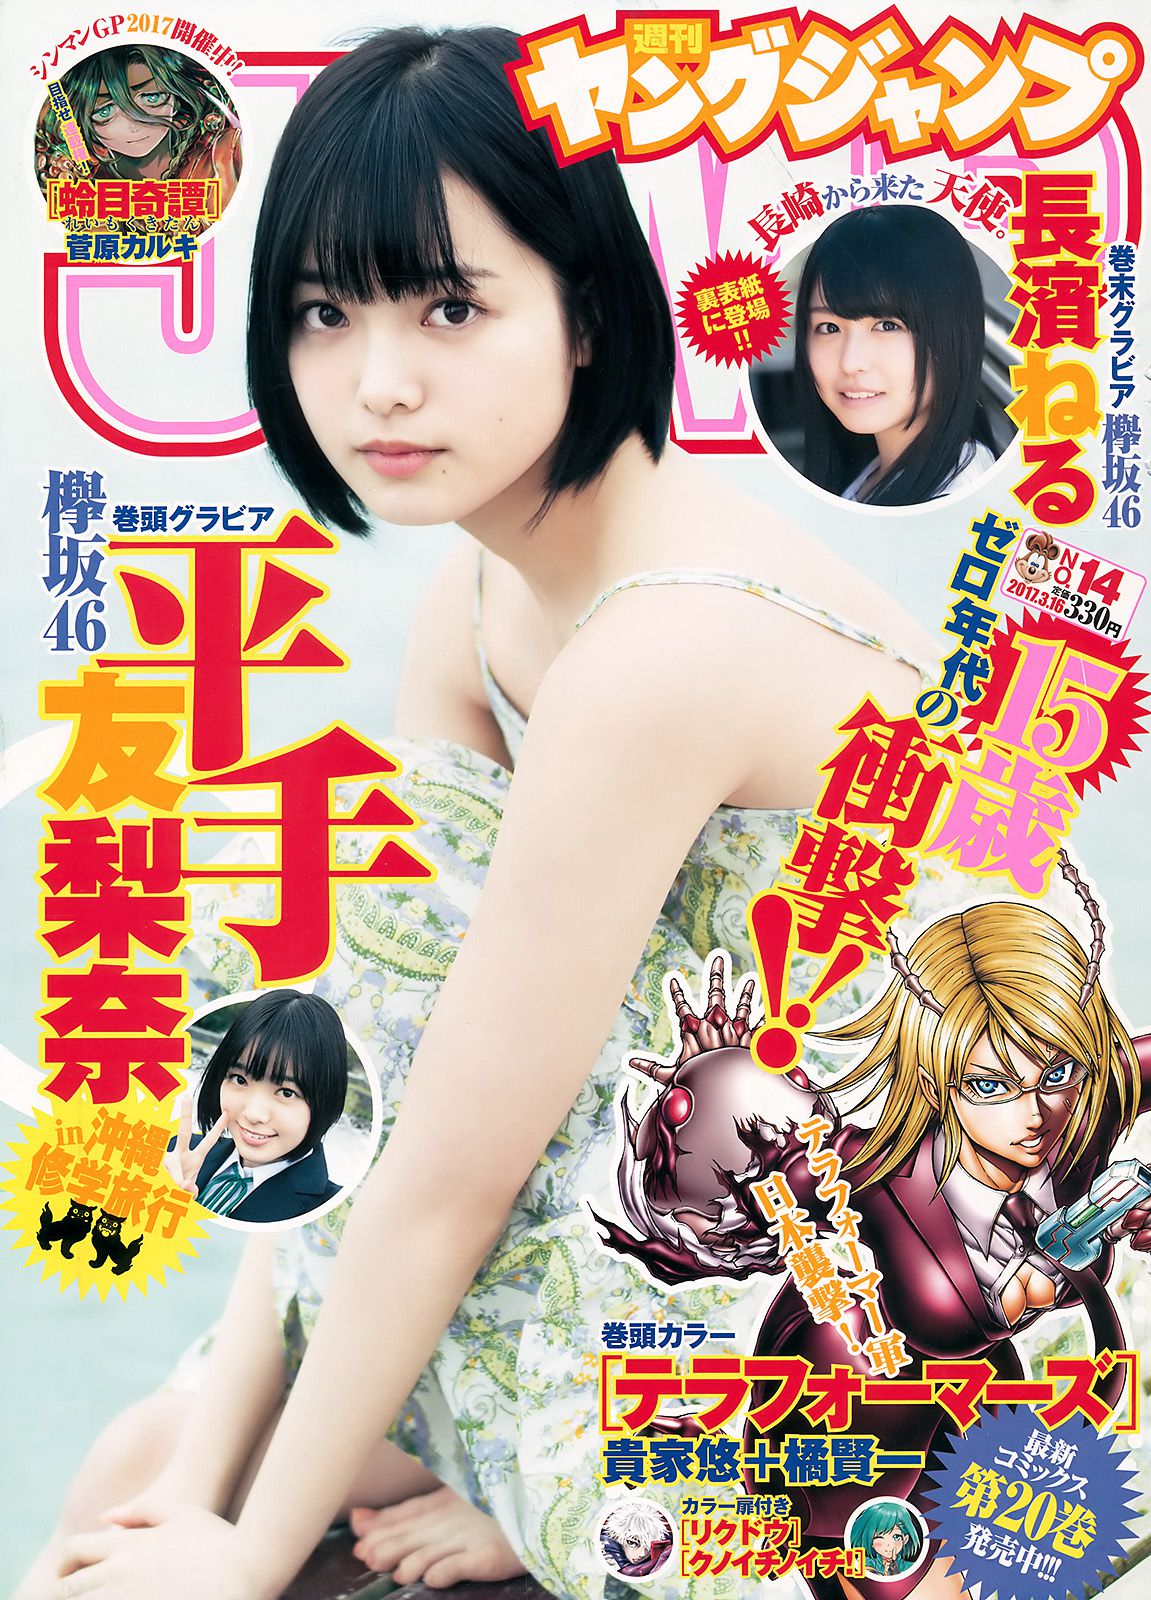 シンマンGP2017開催中!!
目指せ連載権!!
[蛉目奇譚]
れいもくきたん
菅原カルキ
週刊
ヤングジャンプ
長崎から来た天使。
裏表紙
に登場
!!
巻末グラビア 欅坂46
長濱ねる
NO.14
2017.3.16
定価330円
欅坂46
巻頭グラビア
平手
友梨奈
in沖縄
修学旅行
ゼロ年代の
15歳
衝撃!!
テラフォーマー軍
日本襲撃!
巻頭カラー
[テラフォーマーズ]
貴家悠+橘賢一
最新
コミックス
第20巻
発売中!!!
カラー扉付き
[リクドウ]
[クノイチノイチ!]